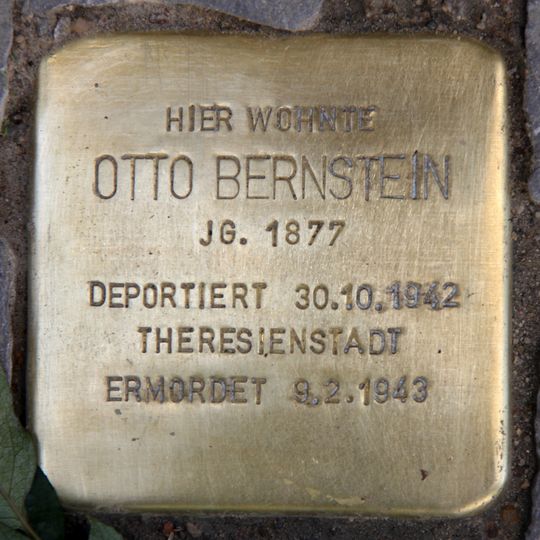 HIER WOHNTE
OTTO BERNSTEIN
JG. 1877
DEPORTIERT 30.10.1942
THERESIENSTADT
ERMORDET 9.2.1943